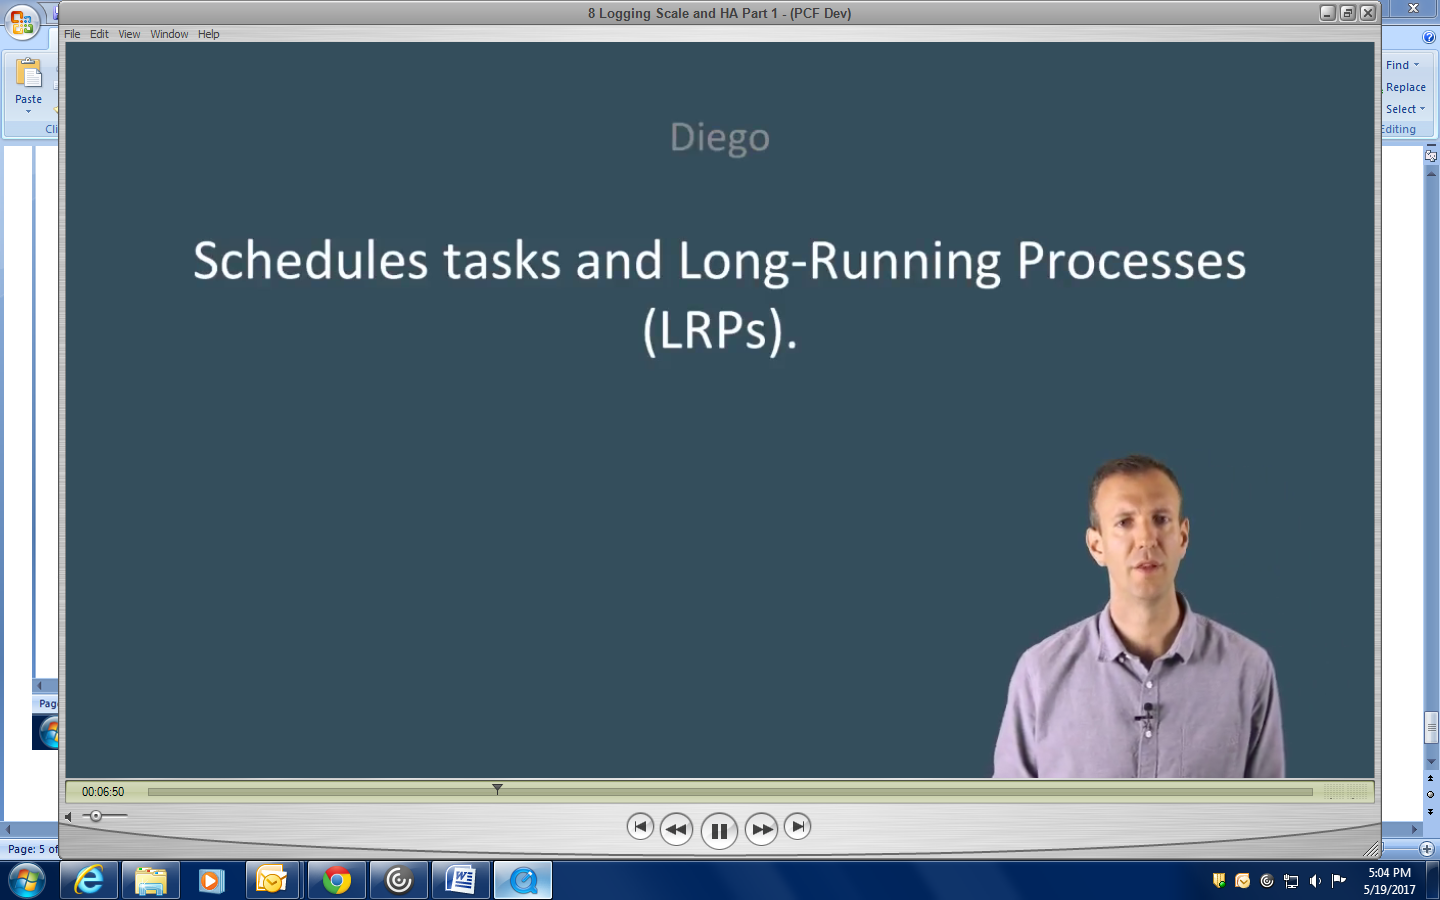 8 Logging Scale and HA Part 1 - (PCF Dev)
File Edit View Window Help
Find
Paste
Replace
Select
Cli
Editing
Diego
Schedules tasks and Long-Running Processes
(LRPs).
Pag
00:06:50
Page: 5 of
5:04 PM
5/19/2017